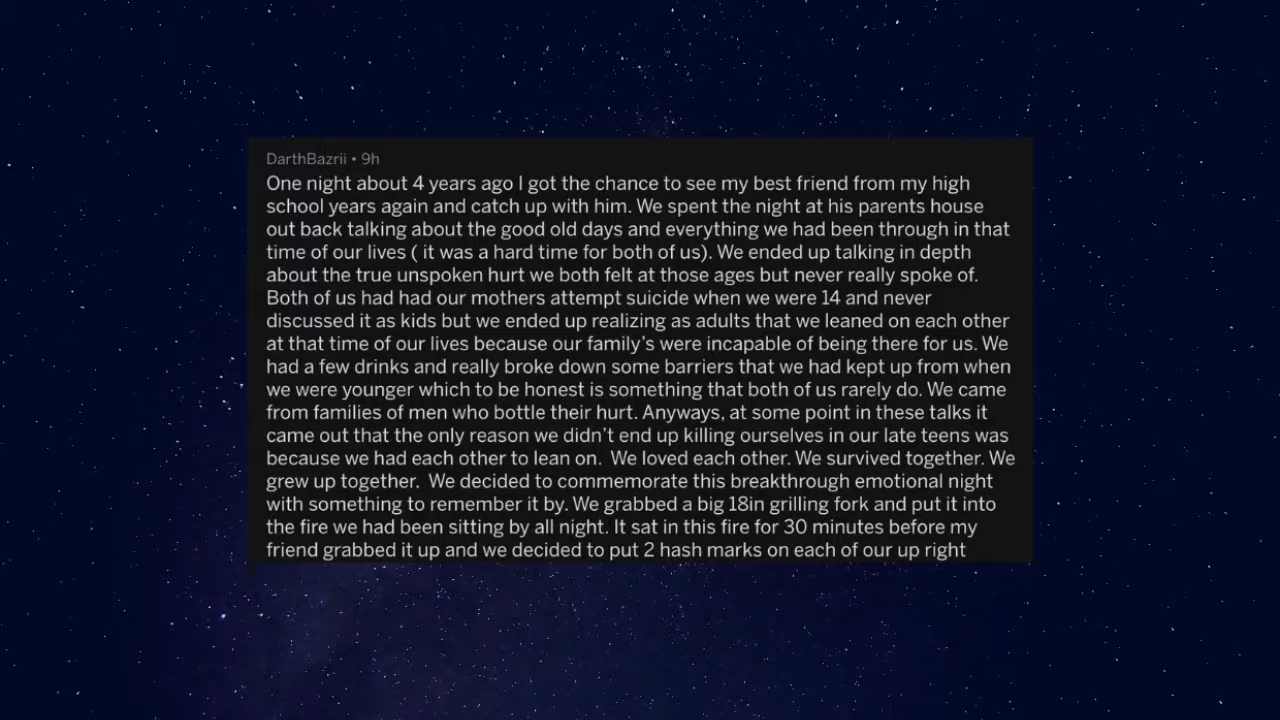 DarthBazrii • 9h
One night about 4 years ago I got the chance to see my best friend from my high
school years again and catch up with him. We spent the night at his parents house
out back talking about the good old days and everything we had been through in that
time of our lives ( it was a hard time for both of us). We ended up talking in depth
about the true unspoken hurt we both felt at those ages but never really spoke of.
Both of us had had our mothers attempt suicide when we were 14 and never
discussed it as kids but we ended up realizing as adults that we leaned on each other
at that time of our lives because our family's were incapable of being there for us. We
had a few drinks and really broke down some barriers that we had kept up from when
we were younger which to be honest is something that both of us rarely do. We came
from families of men who bottle their hurt. Anyways, at some point in these talks it
came out that the only reason we didn't end up killing ourselves in our late teens was
because we had each other to lean on.  We loved each other. We survived together. We
grew up together.  We decided to commemorate this breakthrough emotional night
with something to remember it by. We grabbed a big 18in grilling fork and put it into
the fire we had been sitting by all night. It sat in this fire for 30 minutes before my
friend grabbed it up and we decided to put 2 hash marks on each of our up right